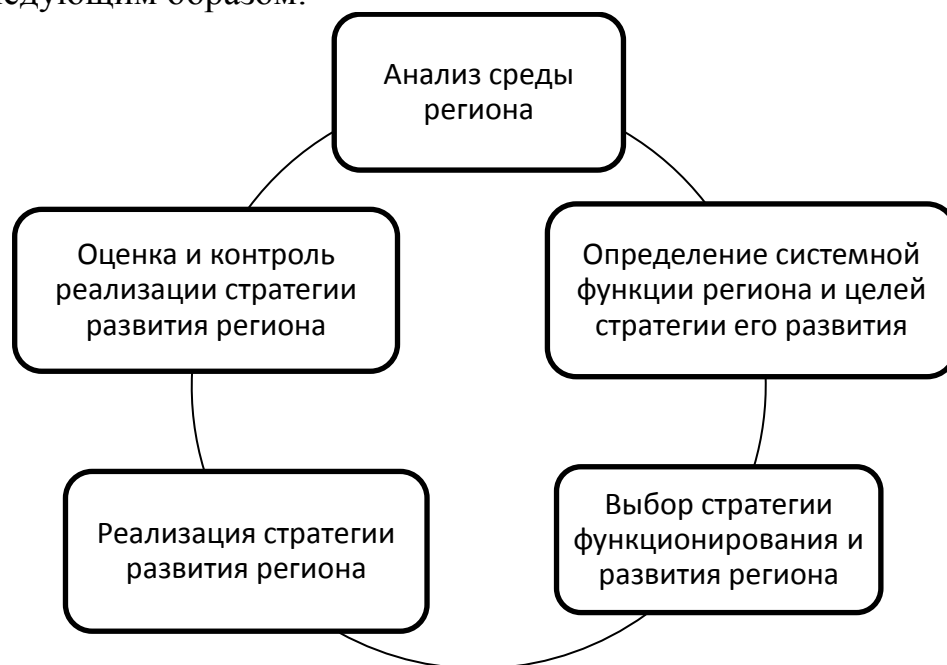 образом:
Анализ среды
региона
Определение системной
функции региона и целей
стратегии его развития
Выбор стратегии
функционирования и
развития региона
Реализация стратегии
развития региона
Оценка и контроль
реализации стратегии
развития региона